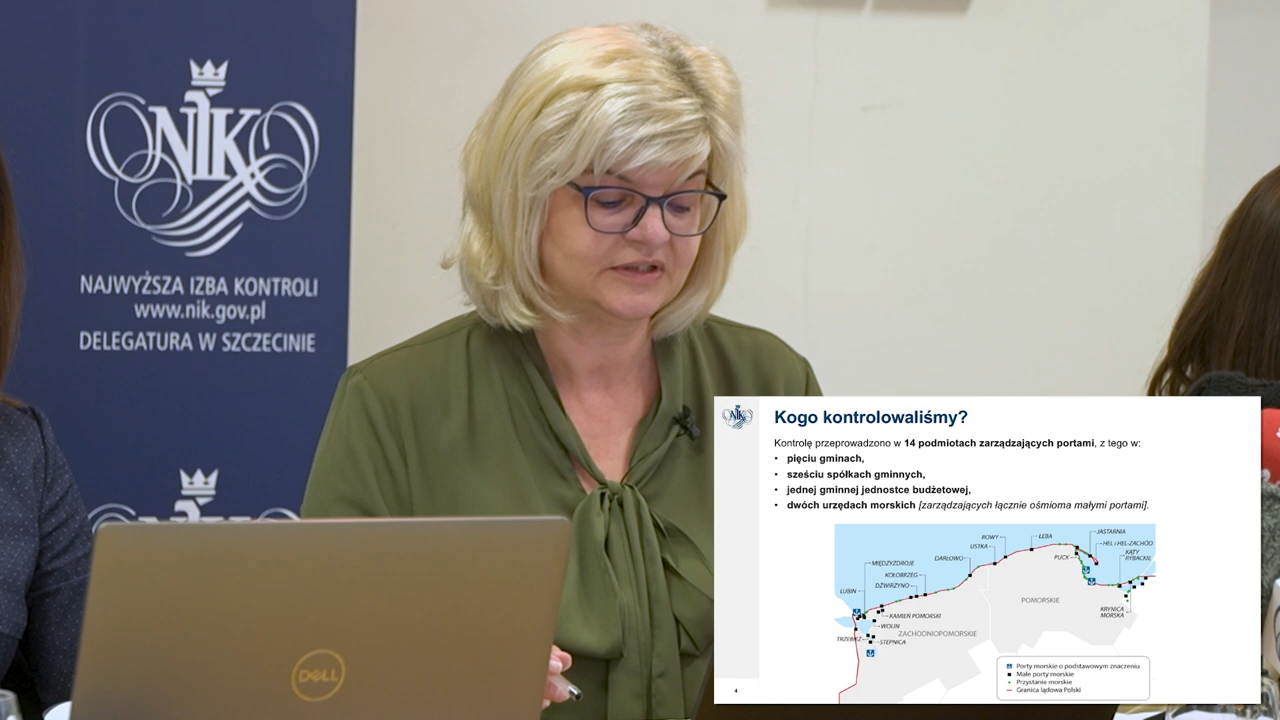 NIK
NAJWYŻSZA IZBA KONTROLI
www.nik.gov.pl
DELEGATURA W SZCZECINIE
DELL
NIK
Kogo kontrolowaliśmy?
Kontrolę przeprowadzono w 14 podmiotach zarządzających portami, z tego w:
• pięciu gminach,
• sześciu spółkach gminnych,
• jednej gminnej jednostce budżetowej,
• dwóch urzędach morskich [zarządzających łącznie ośmioma małymi portami].
JASTARNIA
ŁEBA
ROWY
HEL i HEL-ZACHÓD
USTKA
KĄTY
RYBACKIE
PUCK
DARŁOWO
MIĘDZYZDROJE
KOŁOBRZEG
DŹWIRZYNO
LUBIN
POMORSKIE
KRYNICA
MORSKA
KAMIEŃ POMORSKI
WOLIN
ZACHODNIOPOMORSKIE
TRZEBIEŻ
STEPNICA
Porty morskie o podstawowym znaczeniu
Małe porty morskie
Przystanie morskie
Granica lądowa Polski
4